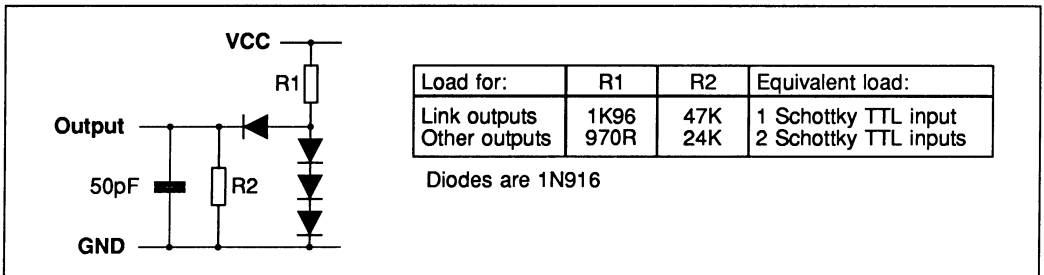 VCC
R1
Output
50pF
R2
GND
Load for: R1 R2 Equivalent load:
Link outputs 1K96 47K 1 Schottky TTL input
Other outputs 970R 24K 2 Schottky TTL inputs
Diodes are 1N916